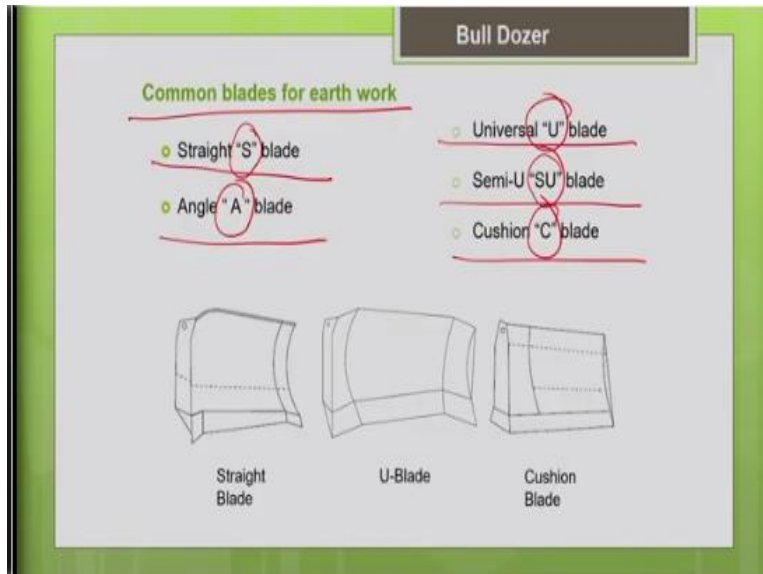 Bull Dozer
Common blades for earth work
Straight "S" blade
Angle " A " blade
Universal "U" blade
Semi-U "SU" blade
Cushion "C" blade
Straight
Blade
U-Blade
Cushion
Blade